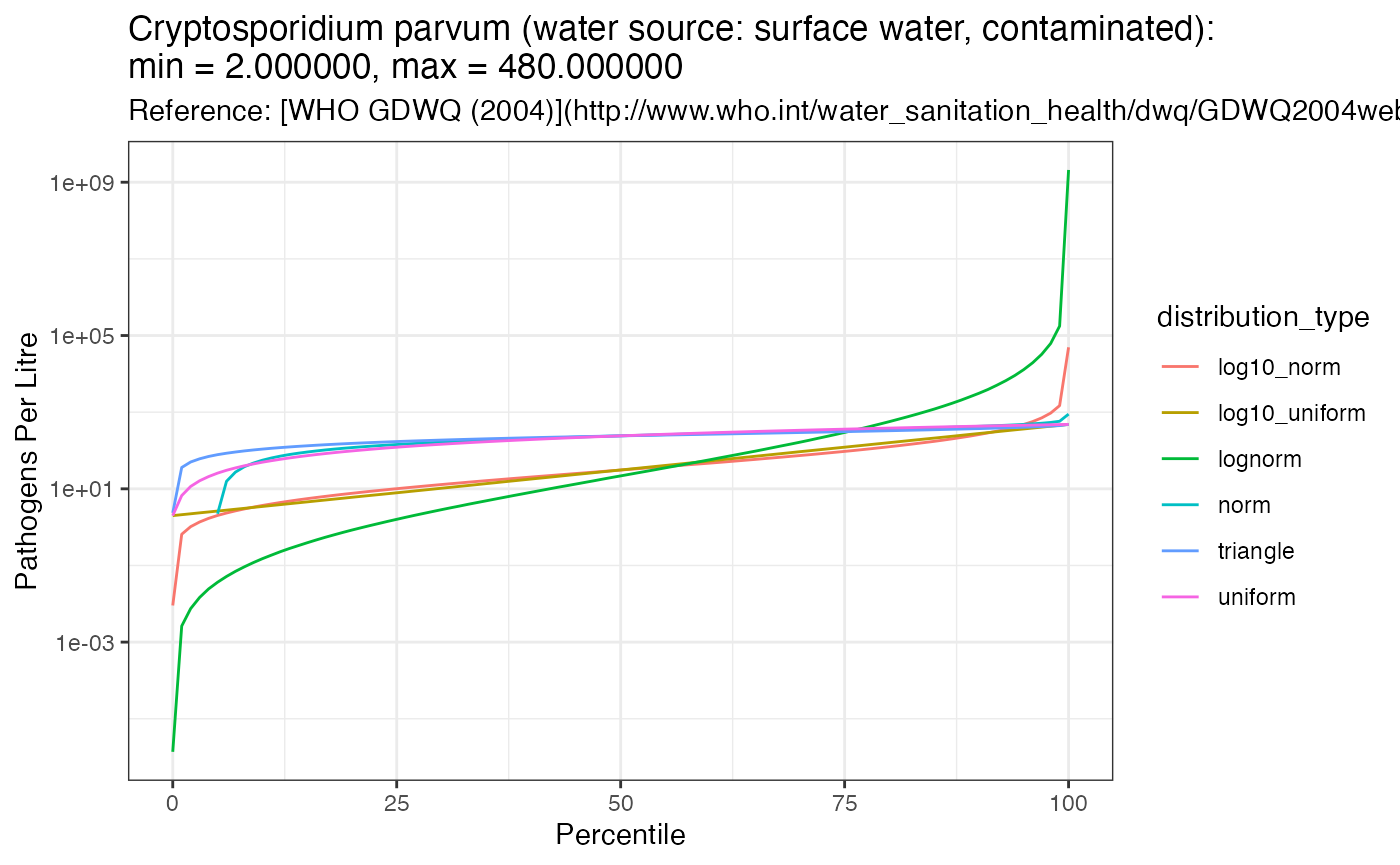 Cryptosporidium parvum (water source: surface water, contaminated):
min = 2.000000, max = 480.000000
Reference: [WHO GDWQ (2004)](http://www.who.int/water_sanitation_health/dwq/GDWQ2004web
1e+09
1e+05
1e+01
1e-03
Pathogens Per Litre
0 25 50 75 100
Percentile
distribution_type
log10_norm
log10_uniform
lognorm
norm
triangle
uniform